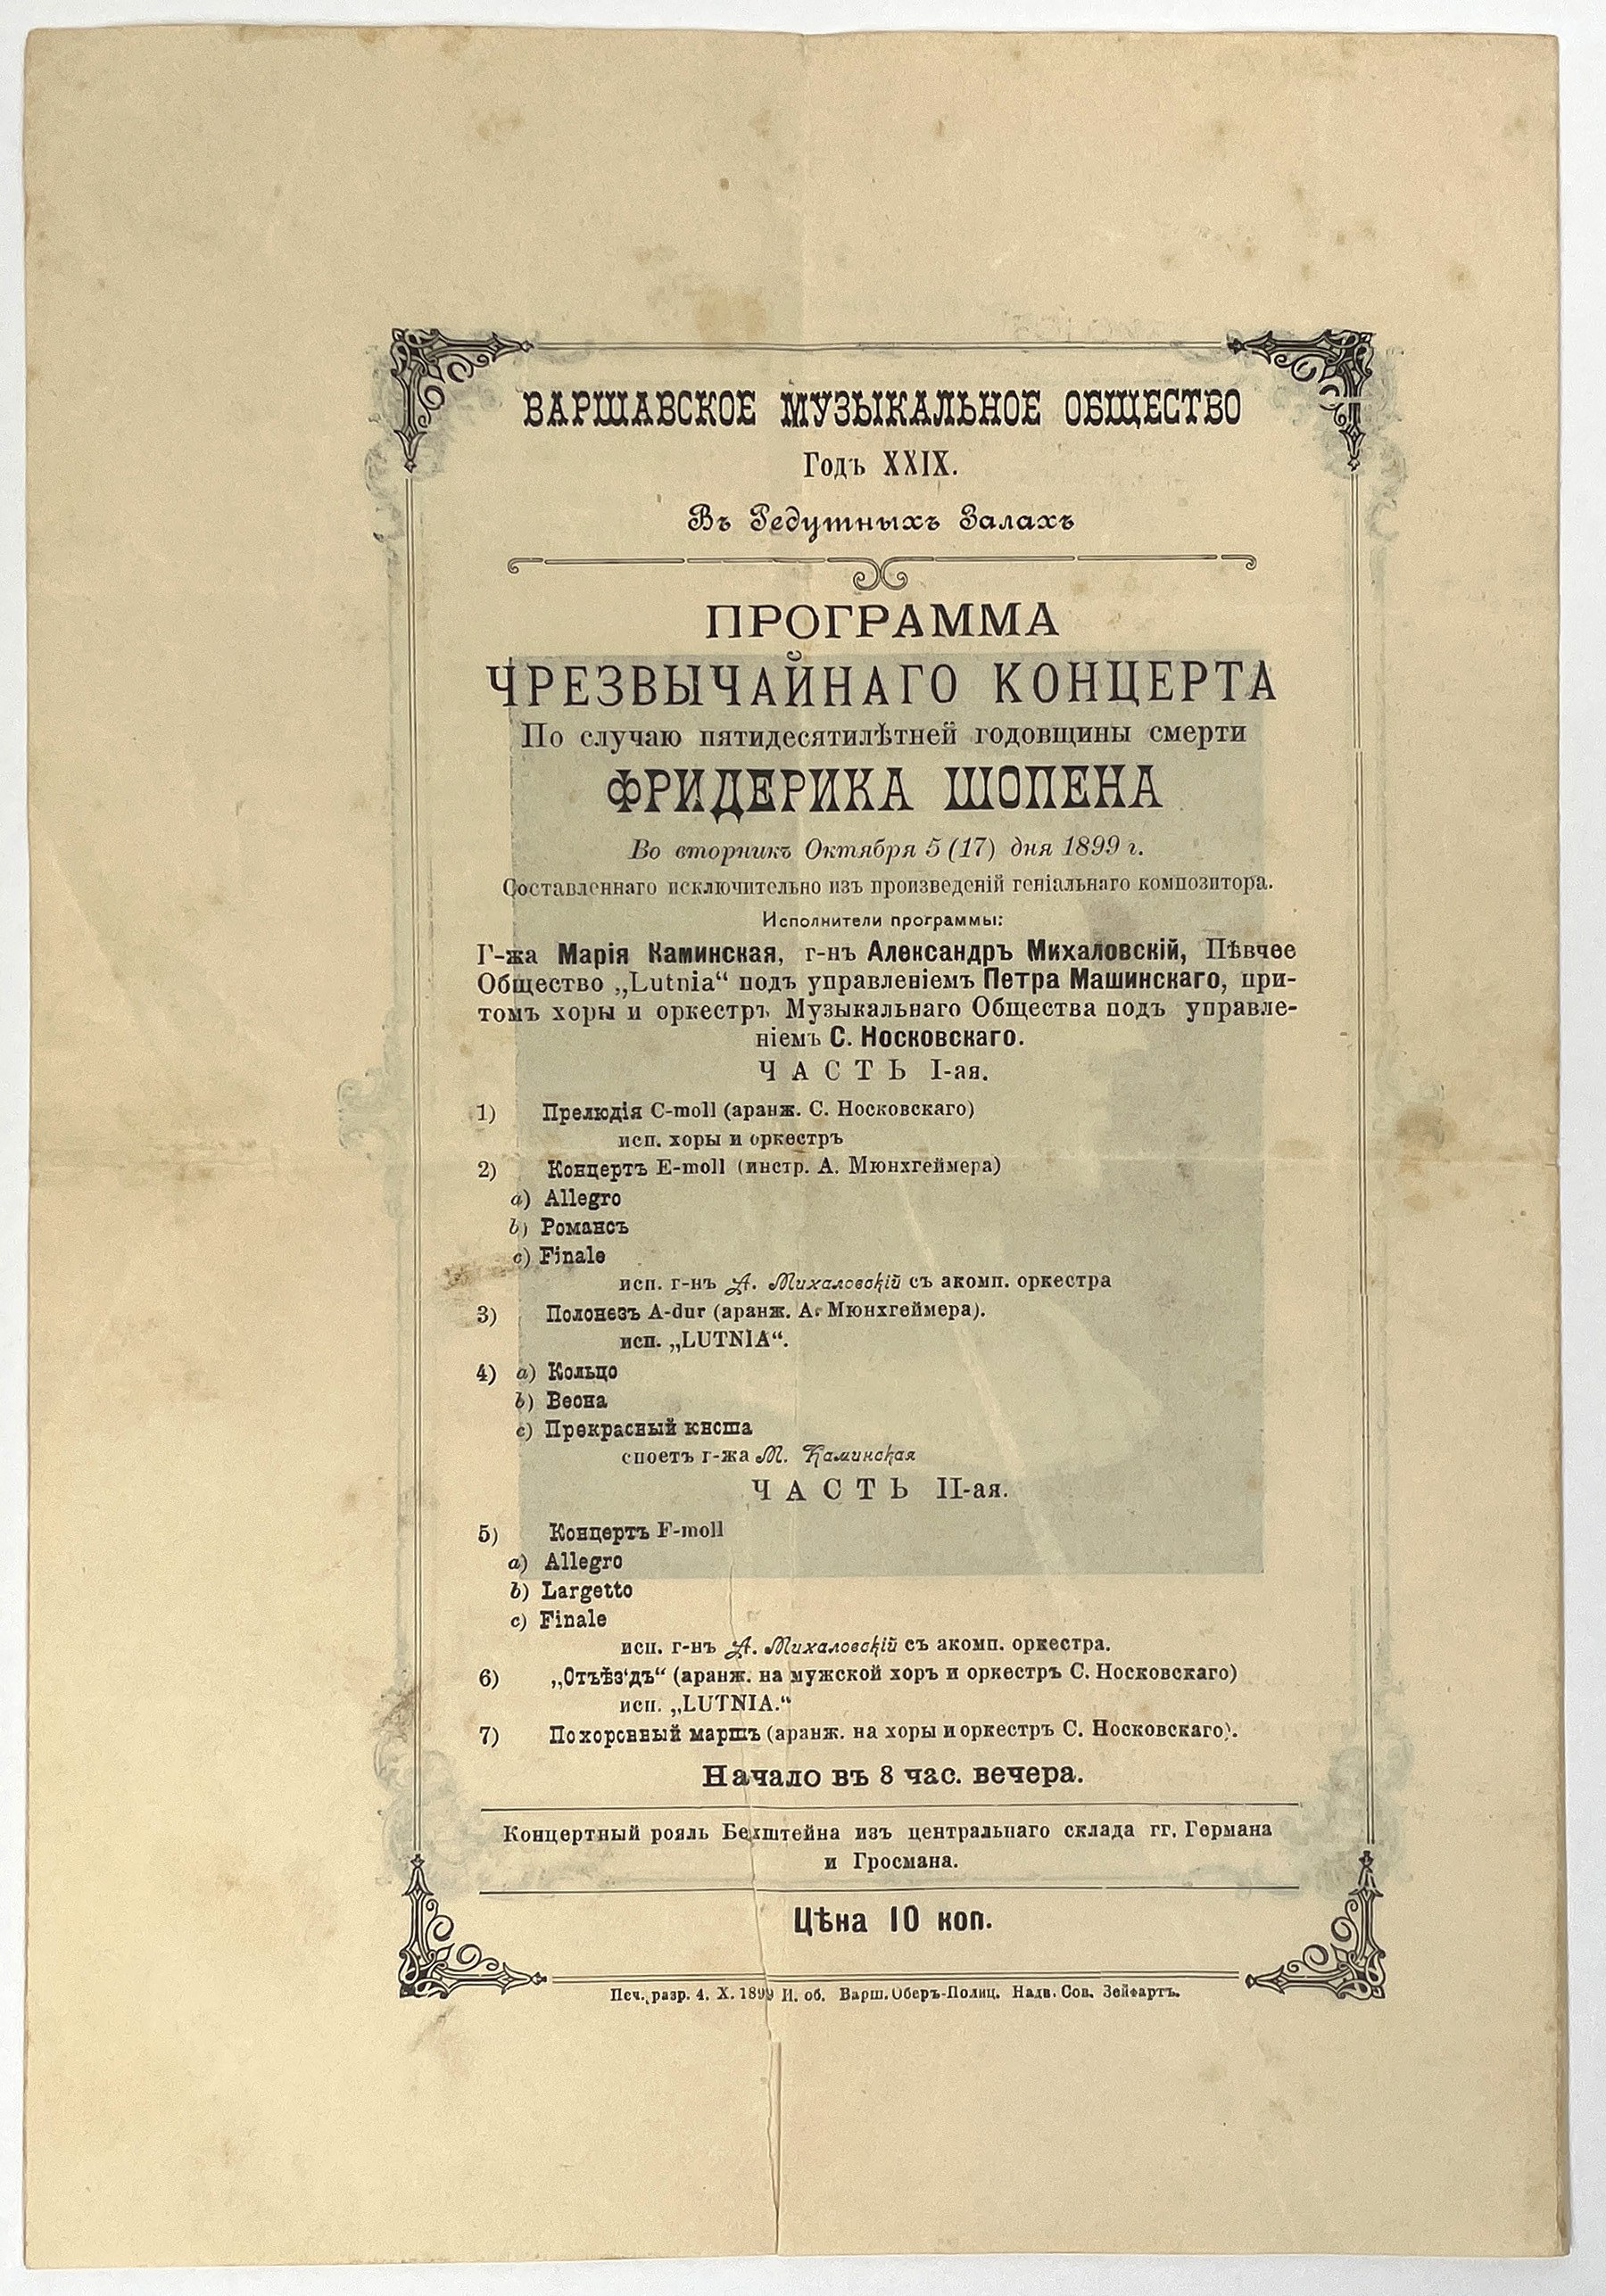 ВАРШАВСКОЕ МУЗЫКАЛЬНОЕ ОБЩЕСТВО
Годъ XXIX.
Въ Редутныхъ Залахъ
ПРОГРАММА
ЧРЕЗВЫЧАЙНАГО КОНЦЕРТА
По случаю пятидесятилѣтней годовщины смерти
ФРИДЕРИКА ШОПЕНА
Во вторникъ Октября 5 (17) дня 1899 г.
Составленнаго исключительно изъ произведеній геніальнаго композитора.
Исполнители программы:
Г-жа Марія Каминская, г-нъ Александръ Михаловскій, Пѣвчее
Общество „Lutnia“ подъ управленіемъ Петра Машинскаго, при-
томъ хоры и оркестръ Музыкальнаго Общества подъ управле-
ніемъ С. Носковскаго.
ЧАСТЬ I-ая.
1) Прелюдія C-moll (аранж. С. Носковскаго)
исп. хоры и оркестръ
2) Концертъ E-moll (инстр. А. Мюнхгеймера)
a) Allegro
b) Романсъ
c) Finale
исп. г-нъ А. Михаловскій съ акомп. оркестра
3) Полонезъ A-dur (аранж. А. Мюнхгеймера).
исп. „LUTNIA“.
4) a) Кольцо
b) Весна
c) Прекрасный
споетъ г-жа М. Каминская
ЧАСТЬ II-ая.
5) Концертъ F-moll
a) Allegro
b) Largetto
c) Finale
исп. г-нъ А. Михаловскій съ акомп. оркестра.
6) „Отъѣздъ“ (аранж. на мужской хоръ и оркестръ С. Носковскаго)
исп. „LUTNIA.“
7) Похоронный маршъ (аранж. на хоры и оркестръ С. Носковскаго).
Начало въ 8 час. вечера.
Концертный рояль Бехштейна изъ центральнаго склада гг. Германа
и Гросмана.
Цѣна 10 коп.
Печ. разр. 4. X. 1899 И. об. Варш. Оберъ-Полиц. Надв. Сов. Зейфартъ.